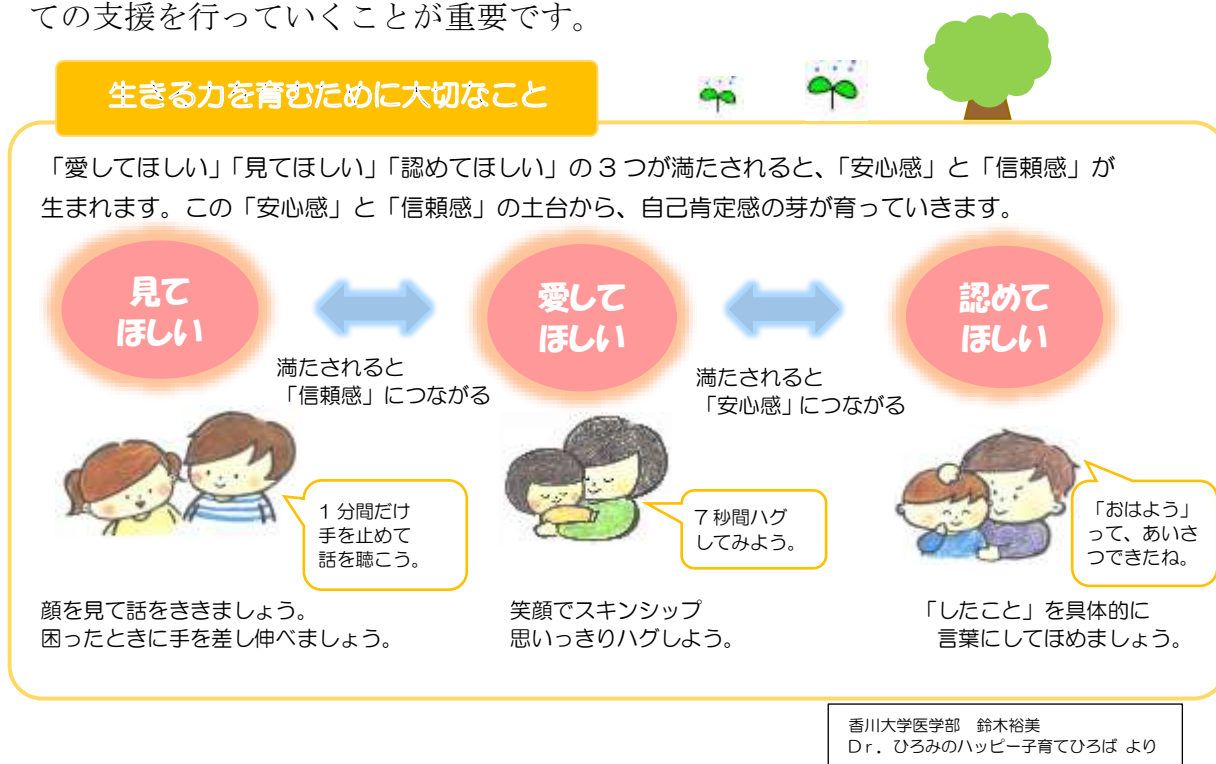 ての支援を行っていくことが重要です。
生きる力を育むために大切なこと
「愛してほしい」「見てほしい」「認めてほしい」の3つが満たされると、「安心感」と「信頼感」が
生まれます。この「安心感」と「信頼感」の土台から、自己肯定感の芽が育っていきます。
見て
ほしい
満たされると
「信頼感」につながる
愛して
ほしい
満たされると
「安心感」につながる
認めて
ほしい
1分間だけ
手を止めて
話を聴こう。
7秒間ハグ
してみよう。
「おはよう」
って、あいさ
つできたね。
顔を見て話をききましょう。
困ったときに手を差し伸べましょう。
笑顔でスキンシップ
思いっきりハグしよう。
「したこと」を具体的に
言葉にしてほめましょう。
香川大学医学部　鈴木裕美
Dr．ひろみのハッピー子育てひろば より